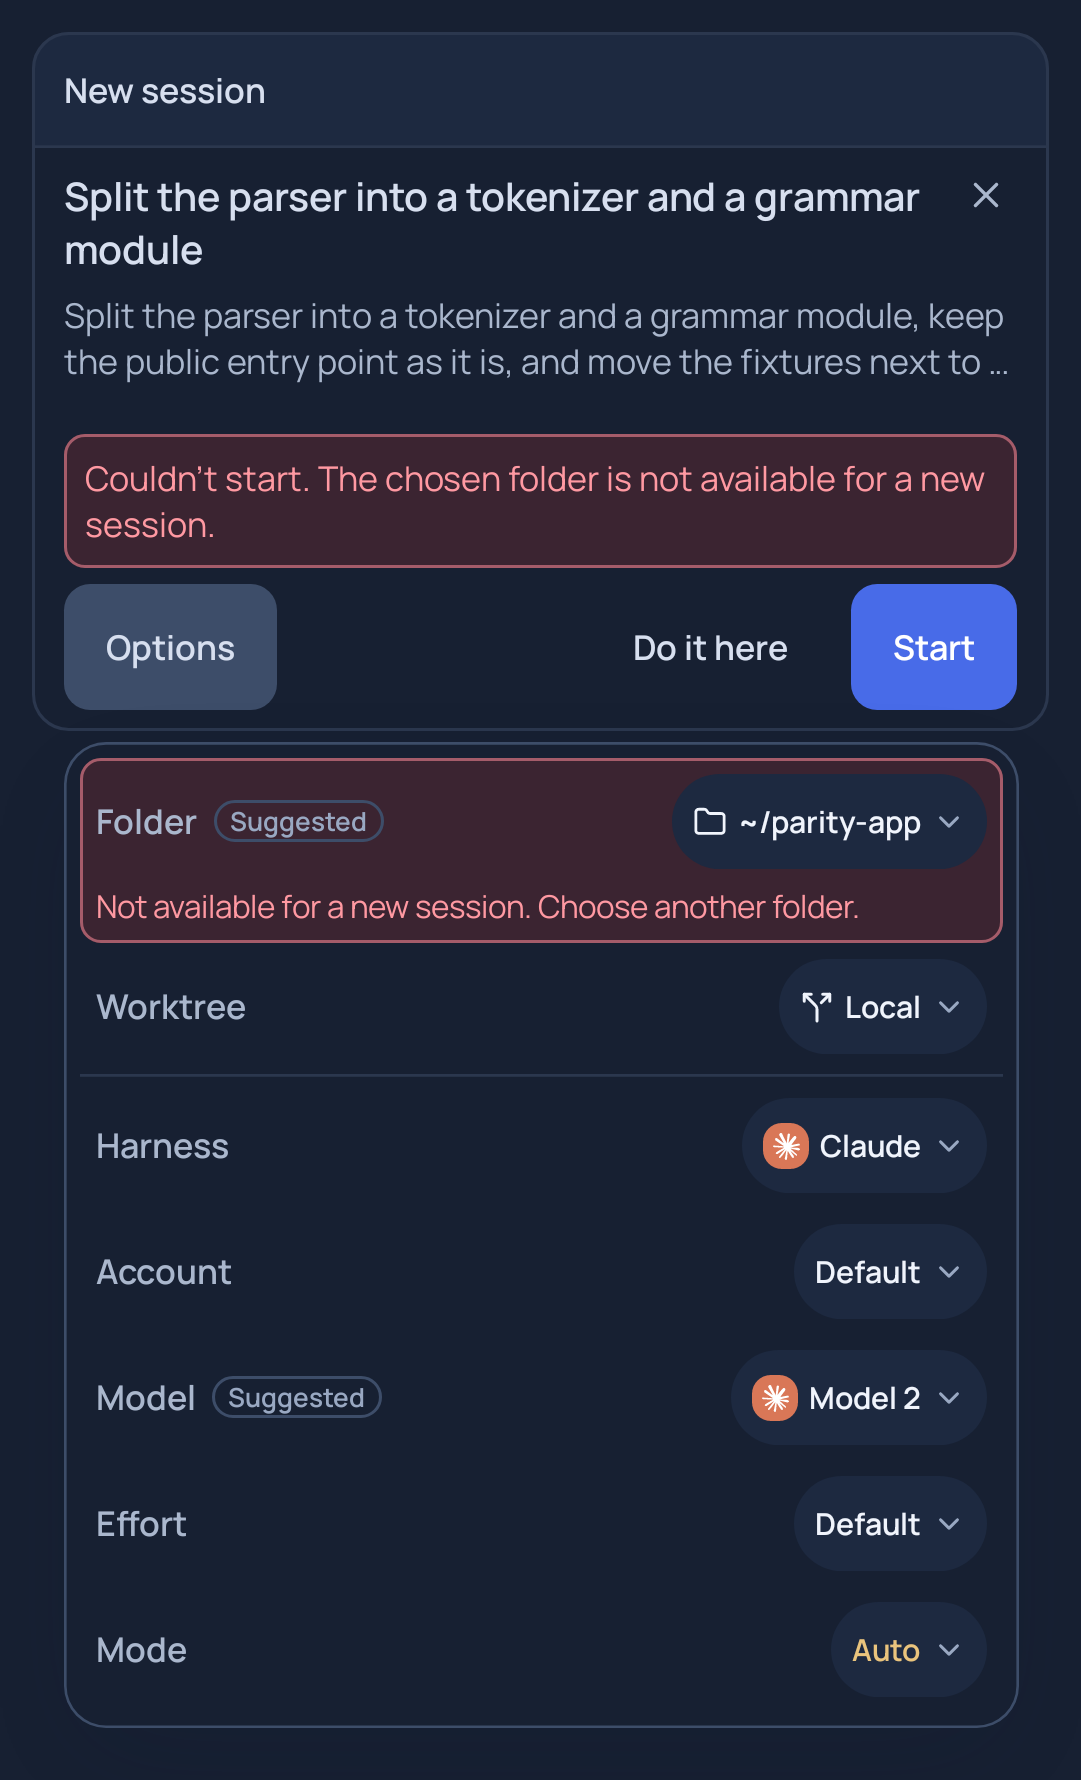 New session
Split the parser into a tokenizer and a grammar
module
Split the parser into a tokenizer and a grammar module, keep
the public entry point as it is, and move the fixtures next to ...
Couldn't start. The chosen folder is not available for a new
session.
Options
Do it here
Start
Folder Suggested ~/parity-app
Not available for a new session. Choose another folder.
Worktree Local
Harness Claude
Account Default
Model Suggested Model 2
Effort Default
Mode Auto